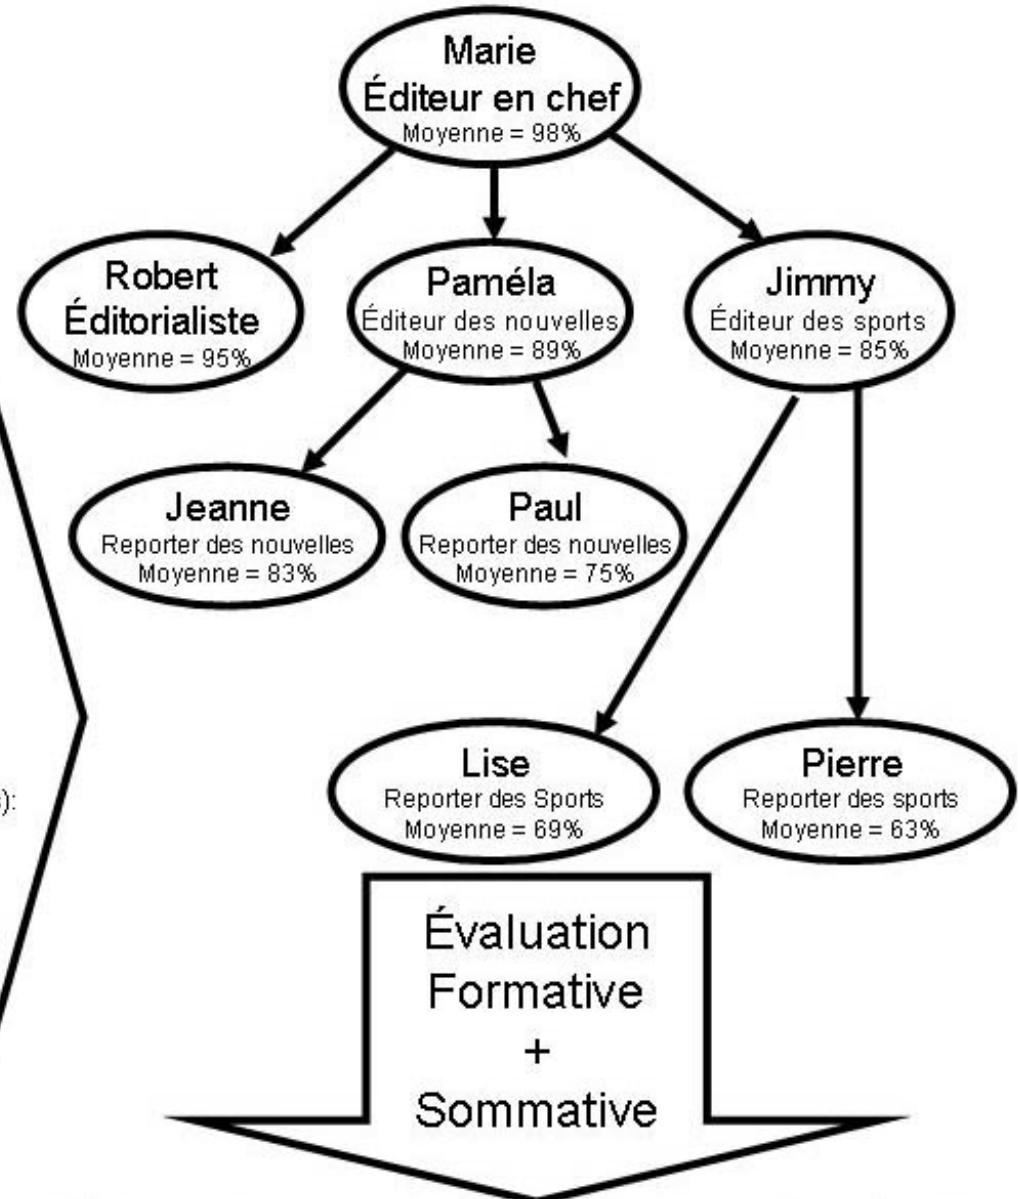 Marie
Éditeur en chef
Moyenne = 98%
Robert
Éditorialiste
Moyenne = 95%
Paméla
Éditeur des nouvelles
Moyenne = 89%
Jimmy
Éditeur des sports
Moyenne = 85%
Jeanne
Reporter des nouvelles
Moyenne = 83%
Paul
Reporter des nouvelles
Moyenne = 75%
):
Lise
Reporter des Sports
Moyenne = 69%
Pierre
Reporter des sports
Moyenne = 63%
Évaluation
Formative
+
Sommative